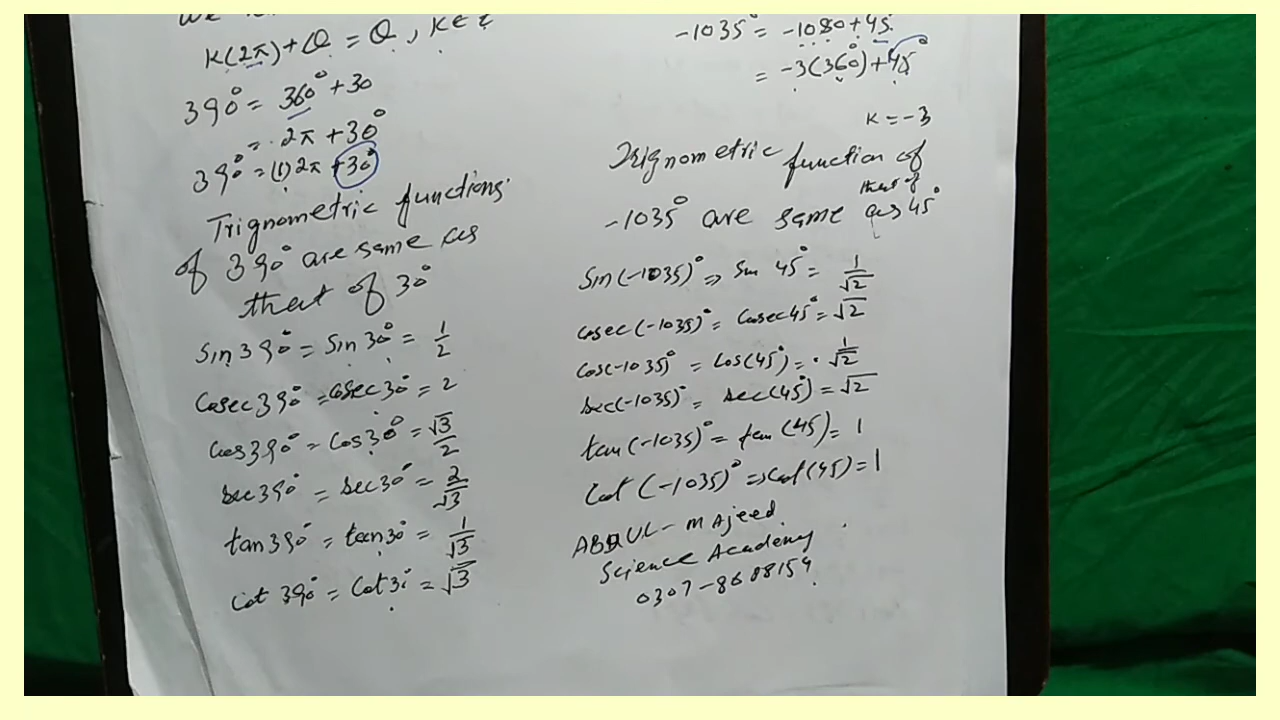 We
K(2π)+θ = θ, K∈Z
390° = 360° + 30
= 2π + 30°
390° = (1) 2π + 30°
Trignometric functions
of 390° are same as
that of 30°
Sin 390° = Sin 30° = 1/2
Cosec 390° = Cosec 30° = 2
Cos 390° = Cos 30° = √3/2
Sec 390° = Sec 30° = 2/√3
tan 390° = tan 30° = 1/√3
Cot 390° = Cot 30° = √3
-1035° = -1080 + 45°
= -3(360°) + 45°
K = -3
Trignometric function of
that of
-1035° are same as 45°
Sin(-1035)° = Sin 45° = 1/√2
Cosec(-1035)° = Cosec 45° = √2
Cos(-1035)° = Cos(45°) = 1/√2
Sec(-1035)° = Sec(45°) = √2
tan(-1035)° = tan(45) = 1
Cot(-1035)° = Cot(45) = 1
ABDUL-MAjeed
Science Academy